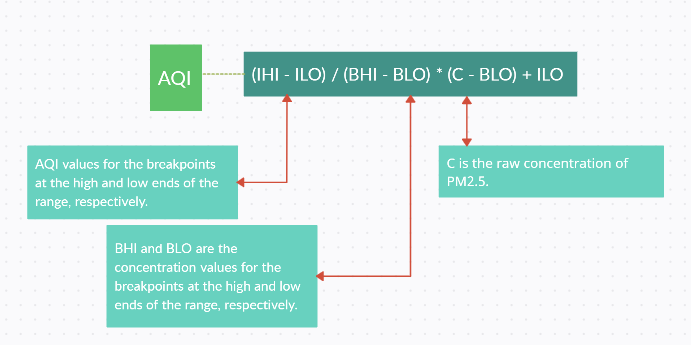 AQI
(IHI - ILO) / (BHI - BLO) * (C - BLO) + ILO
AQI values for the breakpoints
at the high and low ends of the
range, respectively.
C is the raw concentration of
PM2.5.
BHI and BLO are the
concentration values for the
breakpoints at the high and low
ends of the range, respectively.